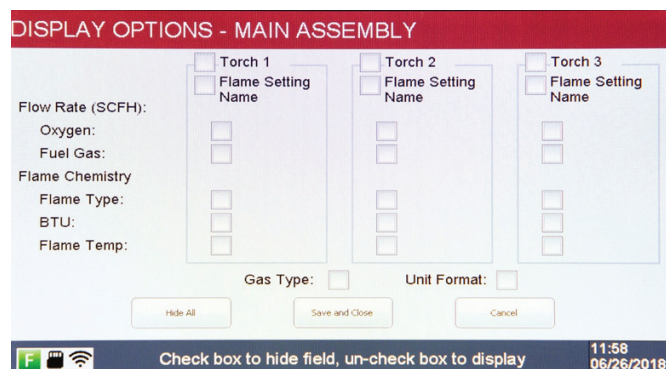 DISPLAY OPTIONS - MAIN ASSEMBLY
Torch 1 Torch 2 Torch 3
Flame Setting Name Flame Setting Name Flame Setting Name
Flow Rate (SCFH):
Oxygen:
Fuel Gas:
Flame Chemistry
Flame Type:
BTU:
Flame Temp:
Gas Type: Unit Format:
Hide All Save and Close Cancel
F Check box to hide field, un-check box to display 11:58
06/26/2018